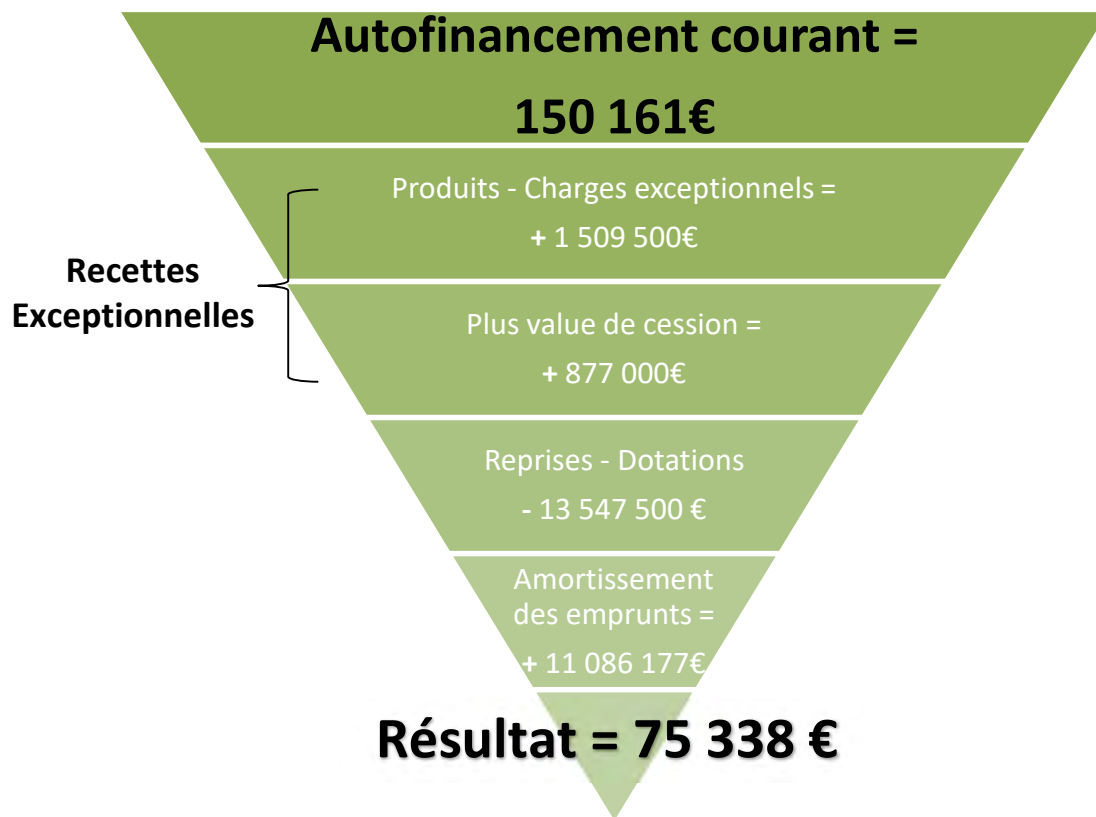 Autofinancement courant =
150 161€
Produits - Charges exceptionnels =
+ 1 509 500€
Recettes
Exceptionnelles
Plus value de cession =
+ 877 000€
Reprises - Dotations
- 13 547 500 €
Amortissement
des emprunts =
+ 11 086 177€
Résultat = 75 338 €